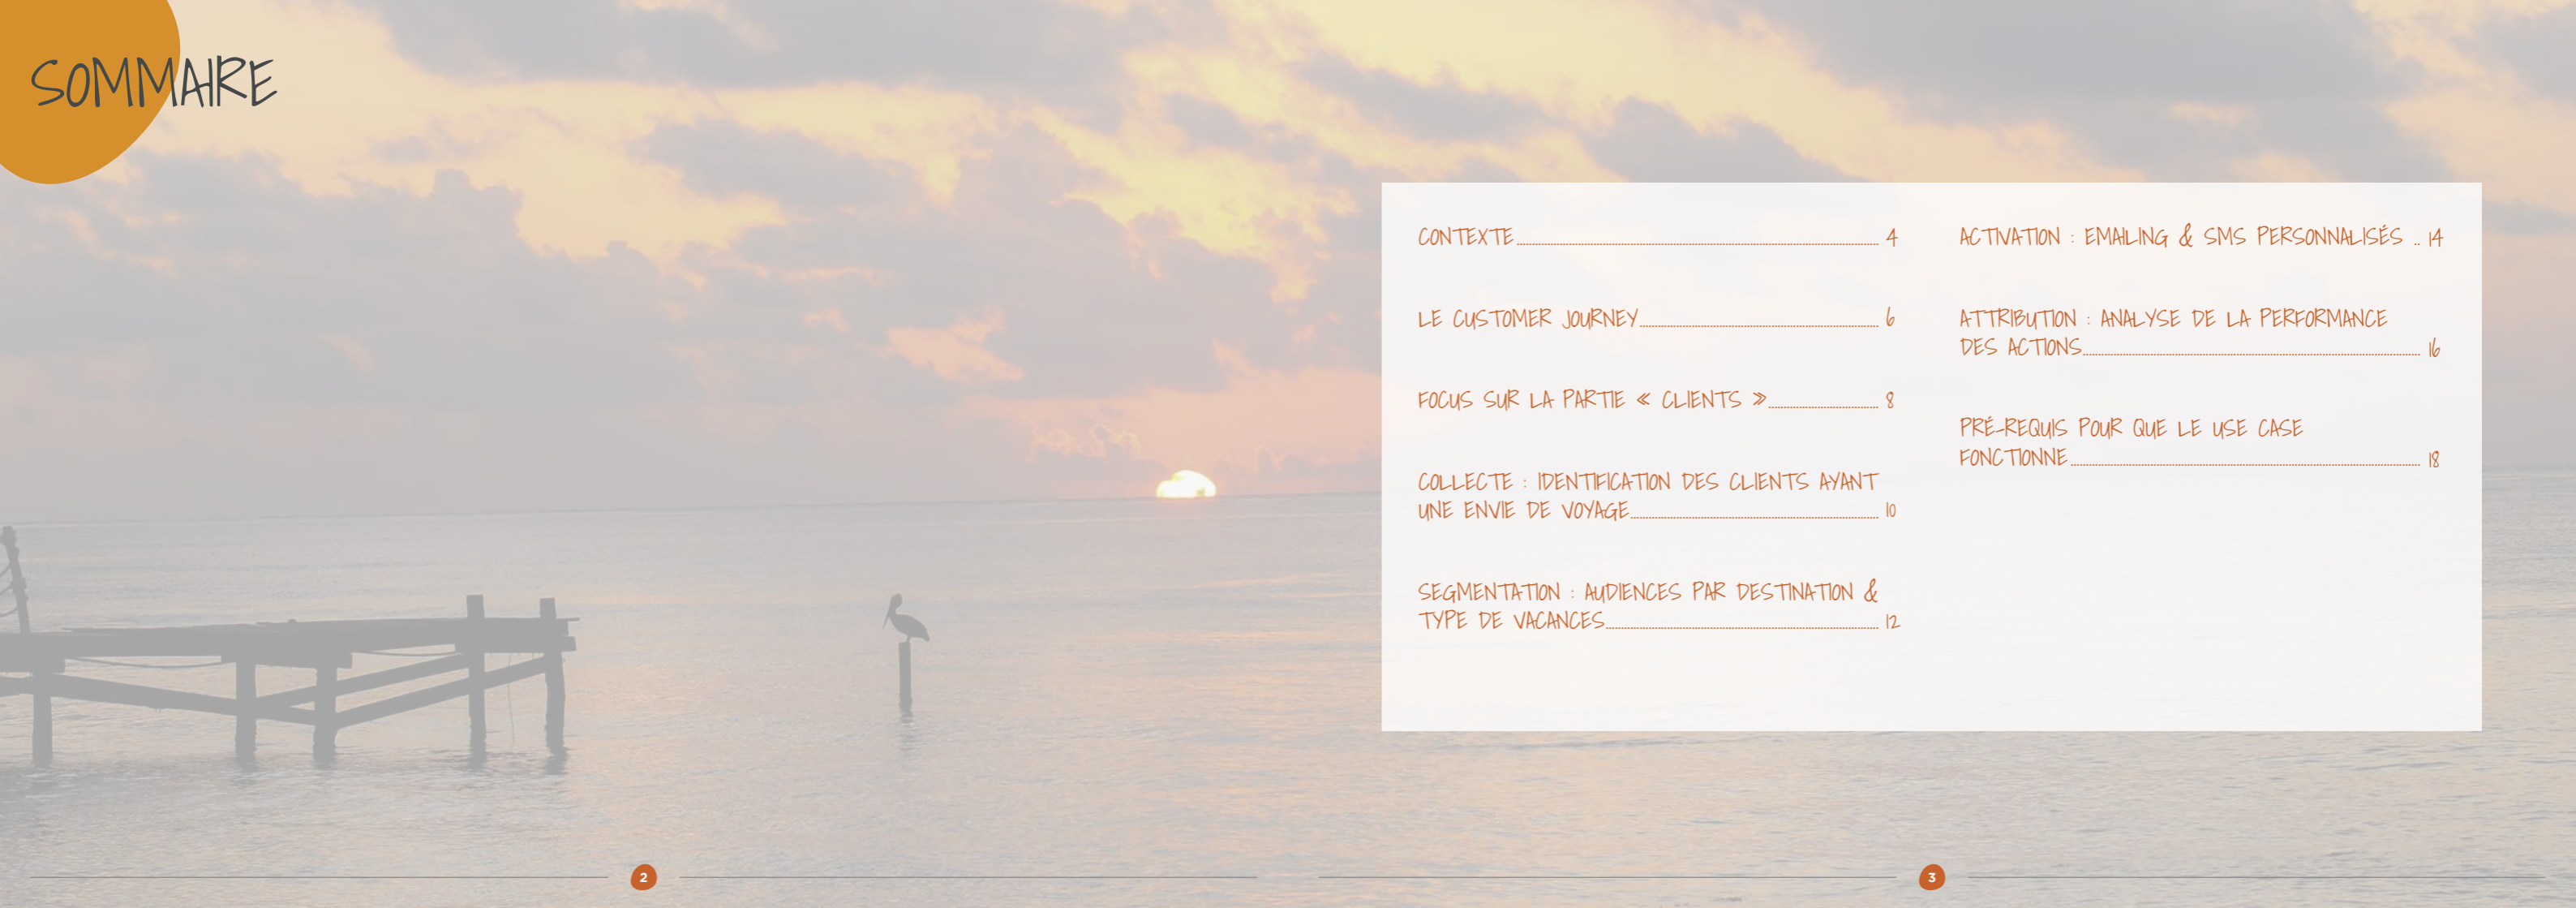 SOMMAIRE
CONTEXTE 4
LE CUSTOMER JOURNEY 6
FOCUS SUR LA PARTIE « CLIENTS » 8
COLLECTE : IDENTIFICATION DES CLIENTS AYANT
UNE ENVIE DE VOYAGE 10
SEGMENTATION : AUDIENCES PAR DESTINATION &
TYPE DE VACANCES 12
ACTIVATION : EMAILING & SMS PERSONNALISÉS .. 14
ATTRIBUTION : ANALYSE DE LA PERFORMANCE
DES ACTIONS 16
PRÉ-REQUIS POUR QUE LE USE CASE
FONCTIONNE 18
2
3